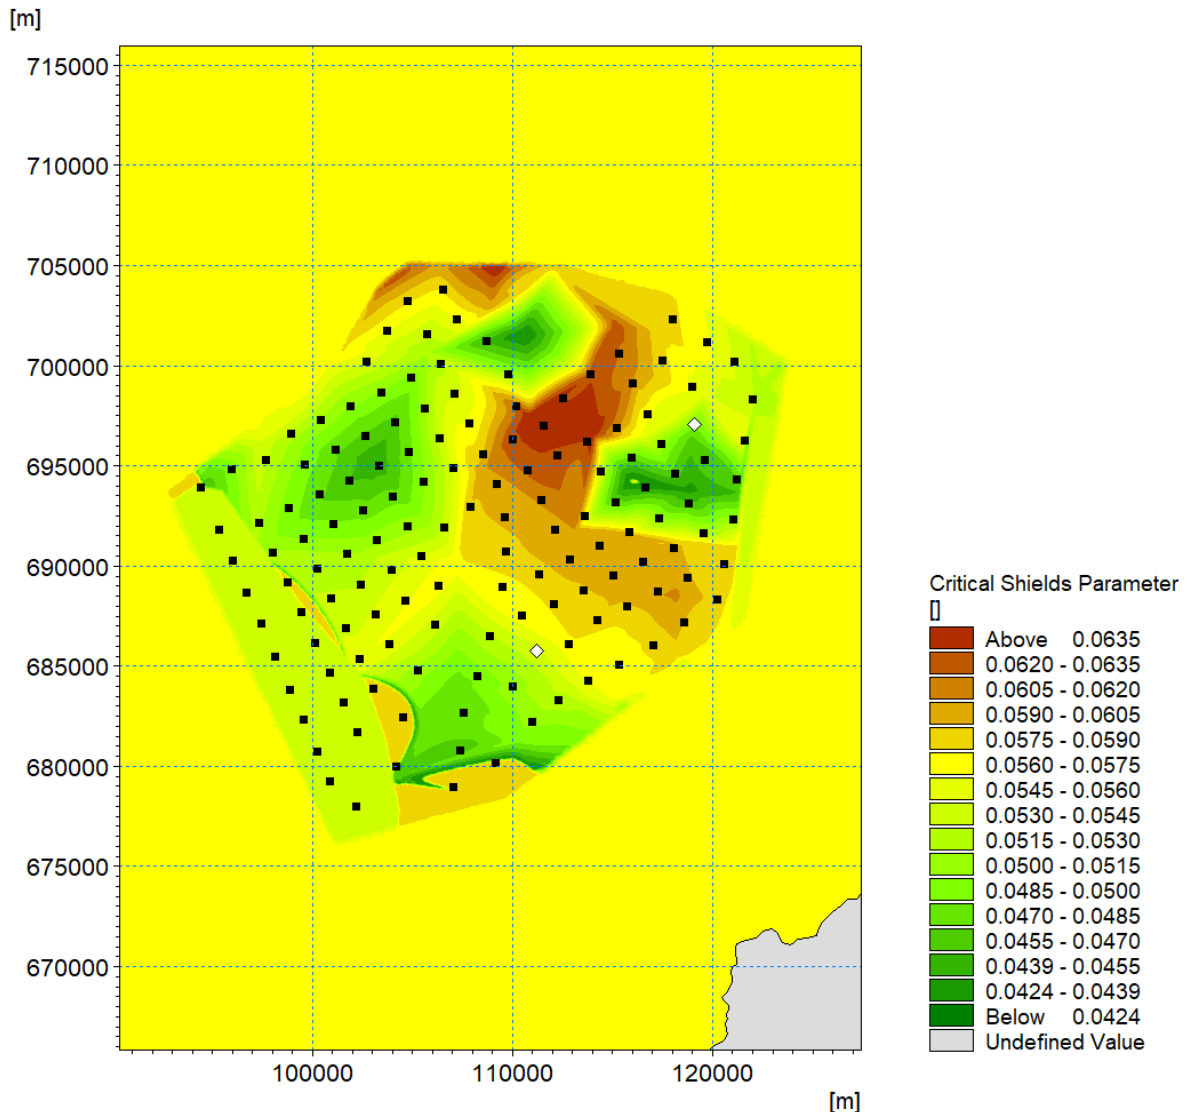 [m]
715000
710000
705000
700000
695000
690000
685000
680000
675000
670000
100000 110000 120000
[m]
Critical Shields Parameter
[]
Above 0.0635
0.0620 - 0.0635
0.0605 - 0.0620
0.0590 - 0.0605
0.0575 - 0.0590
0.0560 - 0.0575
0.0545 - 0.0560
0.0530 - 0.0545
0.0515 - 0.0530
0.0500 - 0.0515
0.0485 - 0.0500
0.0470 - 0.0485
0.0455 - 0.0470
0.0439 - 0.0455
0.0424 - 0.0439
Below 0.0424
Undefined Value